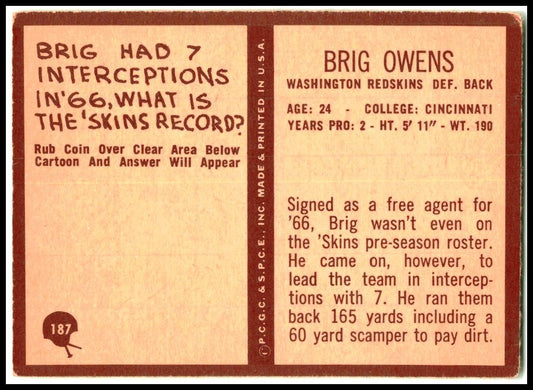 BRIG HAD 7
INTERCEPTIONS
IN '66, WHAT IS
THE 'SKINS RECORD?
Rub Coin Over Clear Area Below
Cartoon And Answer Will Appear
187
©P.C.G.C. & S.P.C.E., INC. MADE & PRINTED IN U.S.A.
BRIG OWENS
WASHINGTON REDSKINS DEF. BACK
AGE: 24 - COLLEGE: CINCINNATI
YEARS PRO: 2 - HT. 5' 11" - WT. 190
Signed as a free agent for
'66, Brig wasn't even on
the 'Skins pre-season roster.
He came on, however, to
lead the team in intercep-
tions with 7. He ran them
back 165 yards including a
60 yard scamper to pay dirt.